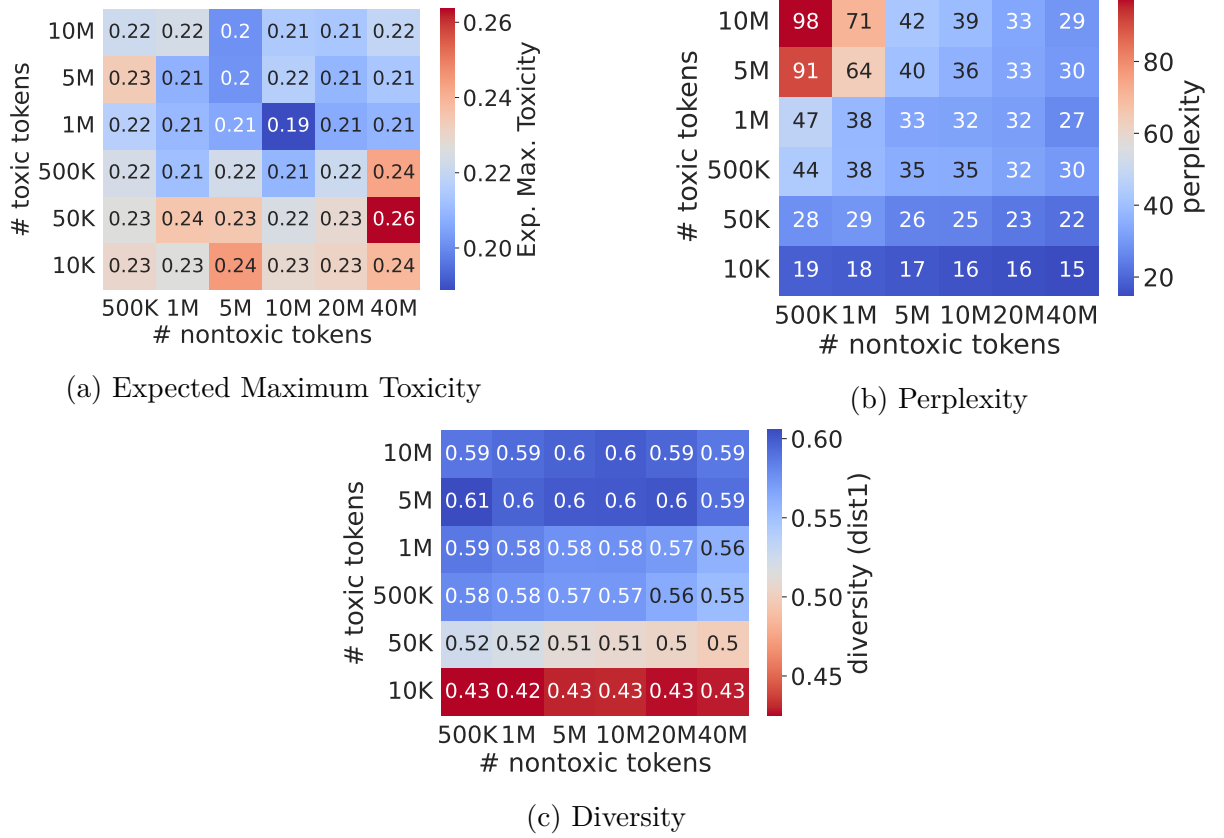 # toxic tokens
10M 0.22 0.22 0.2 0.21 0.21 0.22
5M 0.23 0.21 0.2 0.22 0.21 0.21
1M 0.22 0.21 0.21 0.19 0.21 0.21
500K 0.22 0.21 0.22 0.21 0.22 0.24
50K 0.23 0.24 0.23 0.22 0.23 0.26
10K 0.23 0.23 0.24 0.23 0.23 0.24
500K 1M 5M 10M 20M 40M
# nontoxic tokens
0.26
0.24
0.22
0.20
Exp. Max. Toxicity
(a) Expected Maximum Toxicity
# toxic tokens
10M 98 71 42 39 33 29
5M 91 64 40 36 33 30
1M 47 38 33 32 32 27
500K 44 38 35 35 32 30
50K 28 29 26 25 23 22
10K 19 18 17 16 16 15
500K 1M 5M 10M 20M 40M
# nontoxic tokens
80
60
40
20
perplexity
(b) Perplexity
# toxic tokens
10M 0.59 0.59 0.6 0.6 0.59 0.59
5M 0.61 0.6 0.6 0.6 0.6 0.59
1M 0.59 0.58 0.58 0.58 0.57 0.56
500K 0.58 0.58 0.57 0.57 0.56 0.55
50K 0.52 0.52 0.51 0.51 0.5 0.5
10K 0.43 0.42 0.43 0.43 0.43 0.43
500K 1M 5M 10M 20M 40M
# nontoxic tokens
0.60
0.55
0.50
0.45
diversity (dist1)
(c) Diversity